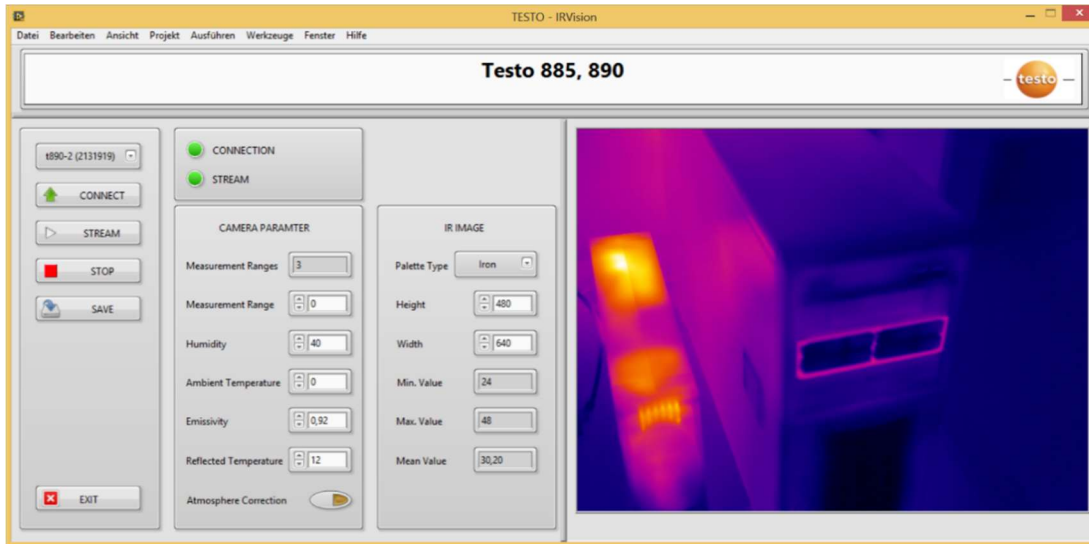 TESTO - IRVision
Datei Bearbeiten Ansicht Projekt Ausführen Werkzeuge Fenster Hilfe
Testo 885, 890
testo
t890-2 (2131919)
CONNECT
STREAM
STOP
SAVE
EXIT
CONNECTION
STREAM
CAMERA PARAMTER
Measurement Ranges 3
Measurement Range 0
Humidity 40
Ambient Temperature 0
Emissivity 0,92
Reflected Temperature 12
Atmosphere Correction
IR IMAGE
Palette Type Iron
Height 480
Width 640
Min. Value 24
Max. Value 48
Mean Value 30,20